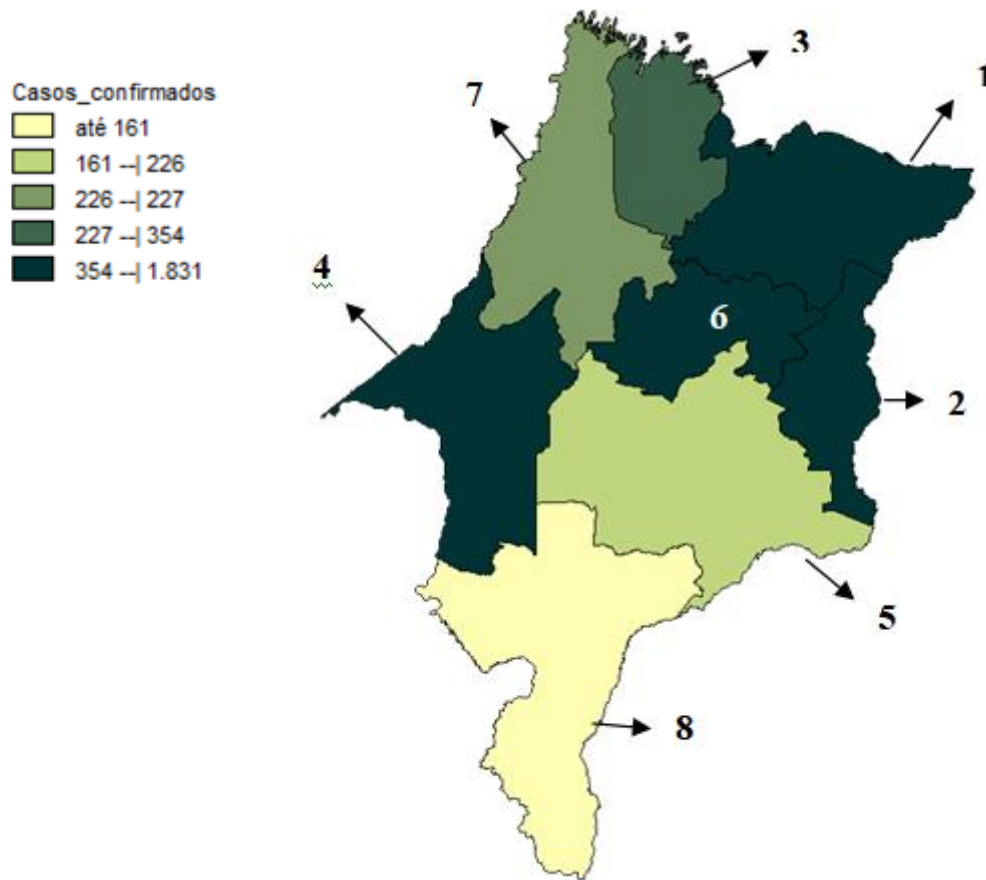 Casos_confirmados
até 161
161 --| 226
226 --| 227
227 --| 354
354 --| 1.831
3
1
7
4
6
2
5
8